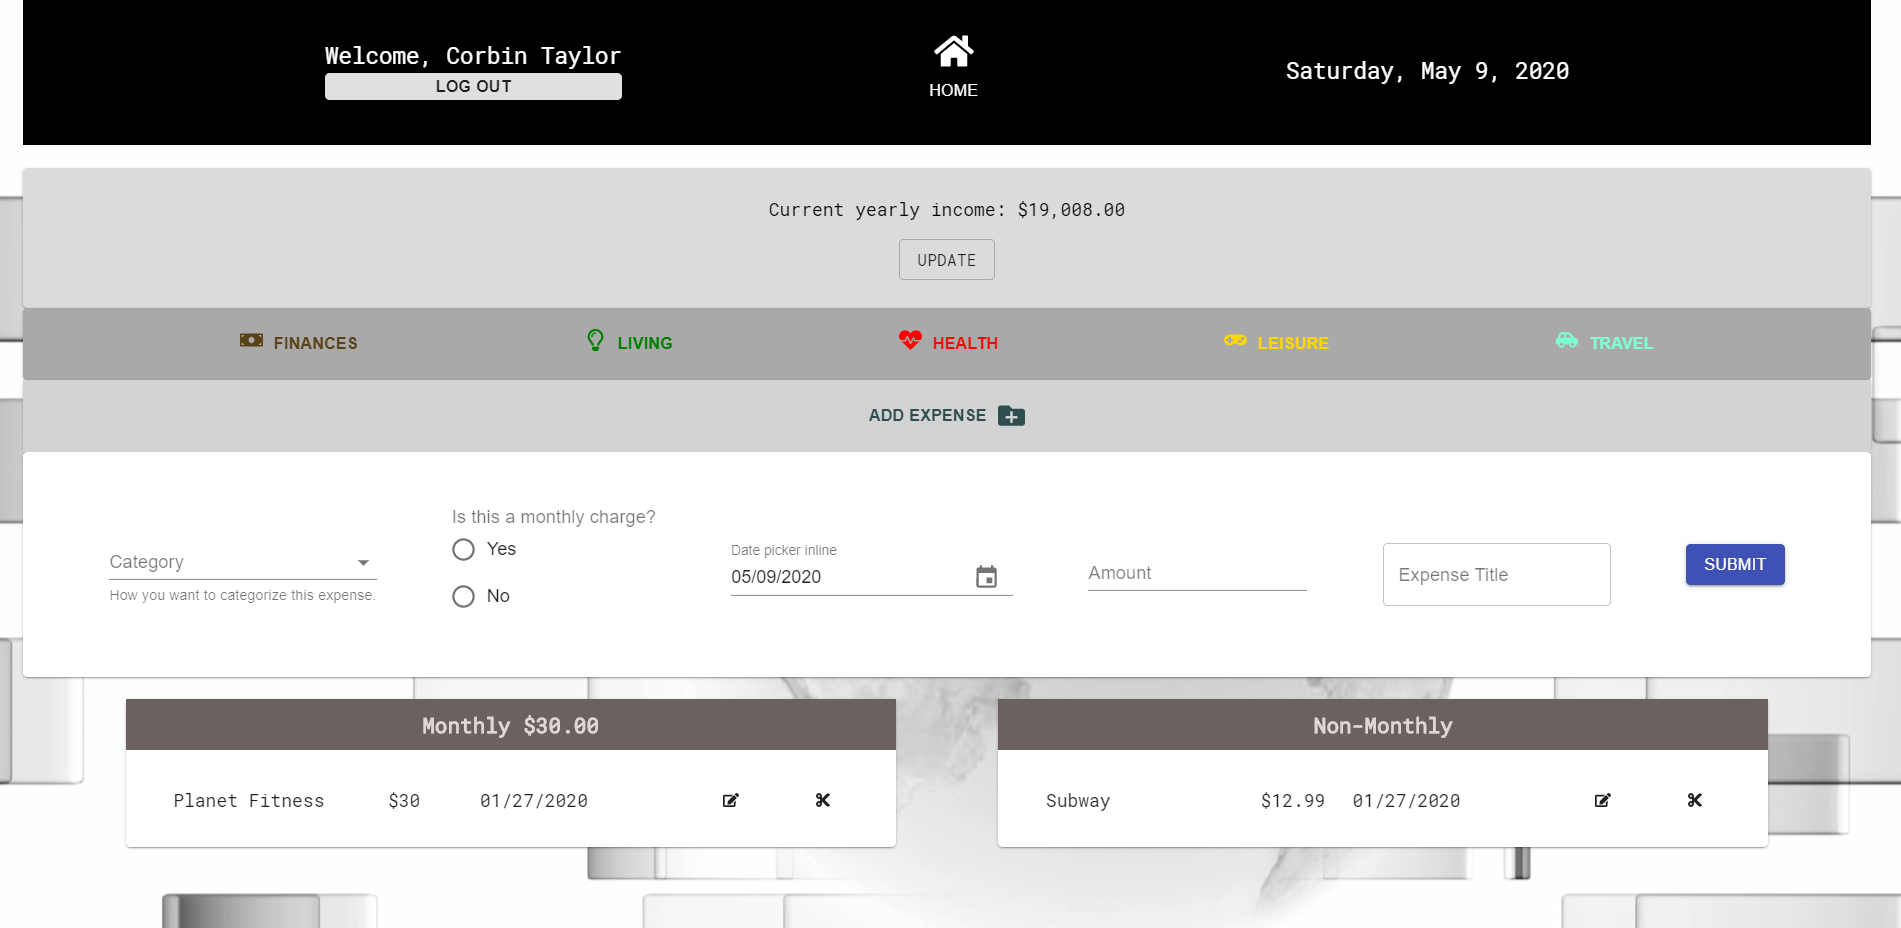 Welcome, Corbin Taylor
LOG OUT
HOME
Saturday, May 9, 2020
Current yearly income: $19,008.00
UPDATE
FINANCES
LIVING
HEALTH
LEISURE
TRAVEL
ADD EXPENSE
Category
How you want to categorize this expense.
Is this a monthly charge?
Yes
No
Date picker inline
05/09/2020
Amount
Expense Title
SUBMIT
Monthly $30.00
Planet Fitness $30 01/27/2020
Non-Monthly
Subway $12.99 01/27/2020